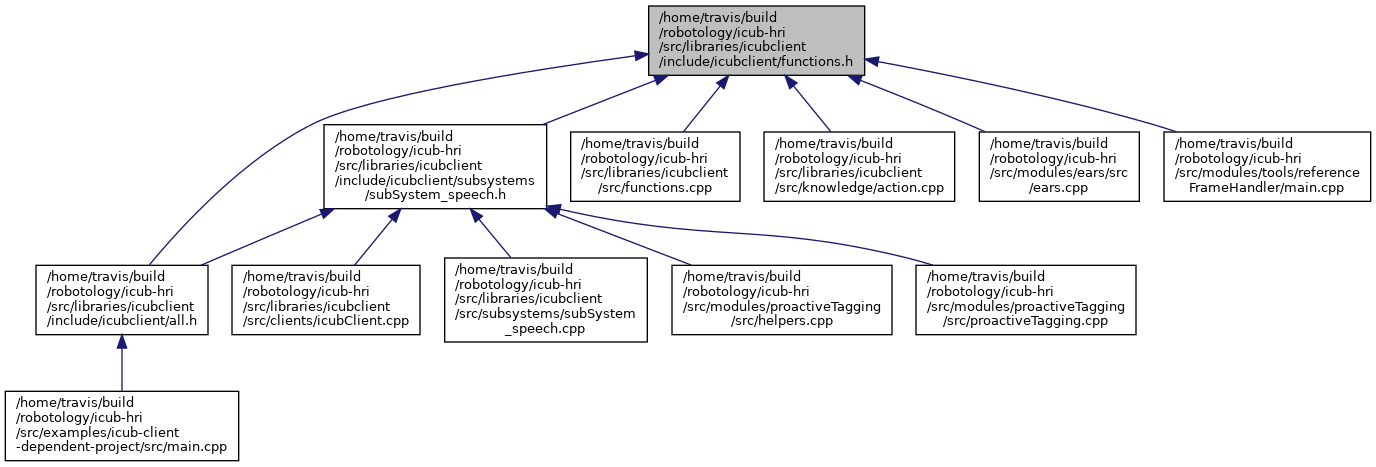 /home/travis/build
/robotology/icub-hri
/src/libraries/icubclient
/include/icubclient/functions.h
/home/travis/build
/robotology/icub-hri
/src/libraries/icubclient
/include/icubclient/subsystems
/subSystem_speech.h
/home/travis/build
/robotology/icub-hri
/src/libraries/icubclient
/src/functions.cpp
/home/travis/build
/robotology/icub-hri
/src/libraries/icubclient
/src/knowledge/action.cpp
/home/travis/build
/robotology/icub-hri
/src/modules/ears/src
/ears.cpp
/home/travis/build
/robotology/icub-hri
/src/modules/tools/reference
FrameHandler/main.cpp
/home/travis/build
/robotology/icub-hri
/src/libraries/icubclient
/include/icubclient/all.h
/home/travis/build
/robotology/icub-hri
/src/libraries/icubclient
/src/clients/icubClient.cpp
/home/travis/build
/robotology/icub-hri
/src/libraries/icubclient
/src/subsystems/subSystem
_speech.cpp
/home/travis/build
/robotology/icub-hri
/src/modules/proactiveTagging
/src/helpers.cpp
/home/travis/build
/robotology/icub-hri
/src/modules/proactiveTagging
/src/proactiveTagging.cpp
/home/travis/build
/robotology/icub-hri
/src/examples/icub-client
-dependent-project/src/main.cpp